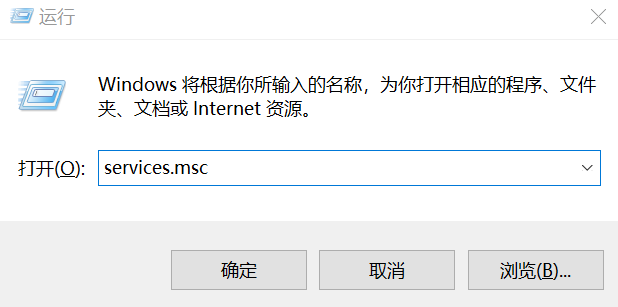 运行
Windows 将根据你所输入的名称，为你打开相应的程序、文件
夹、文档或 Internet 资源。
打开(O): services.msc
确定 取消 浏览(B)...